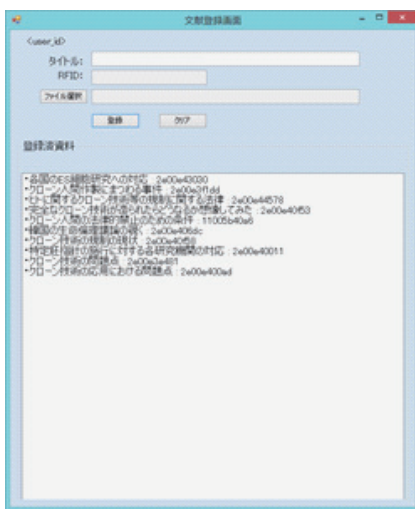 文献登録画面
<user_id>
タイトル:
RFID:
ファイル選択
登録 クリア
登録済資料
・各国のES細胞研究への対応 : 2e00e43030
・クローン人間作製にまつわる事件 : 2e00e3f1dd
・ヒトに関するクローン技術等の規制に関する法律 : 2e00e44578
・完全なクローン技術が造られたらどうなるか想像してみた : 2e00e40f53
・クローン人間の法律的禁止のための条件 : 11005b40a6
・韓国の生命倫理議論の : 2e00e406dc
・クローン技術の規制の現状 : 2e00e40f58
・特定胚指針の施行に対する各研究機関の対応 : 2e00e40011
・クローン技術の問題点 : 2e00e3e481
・クローン技術の応用における問題点 : 2e00e400ad